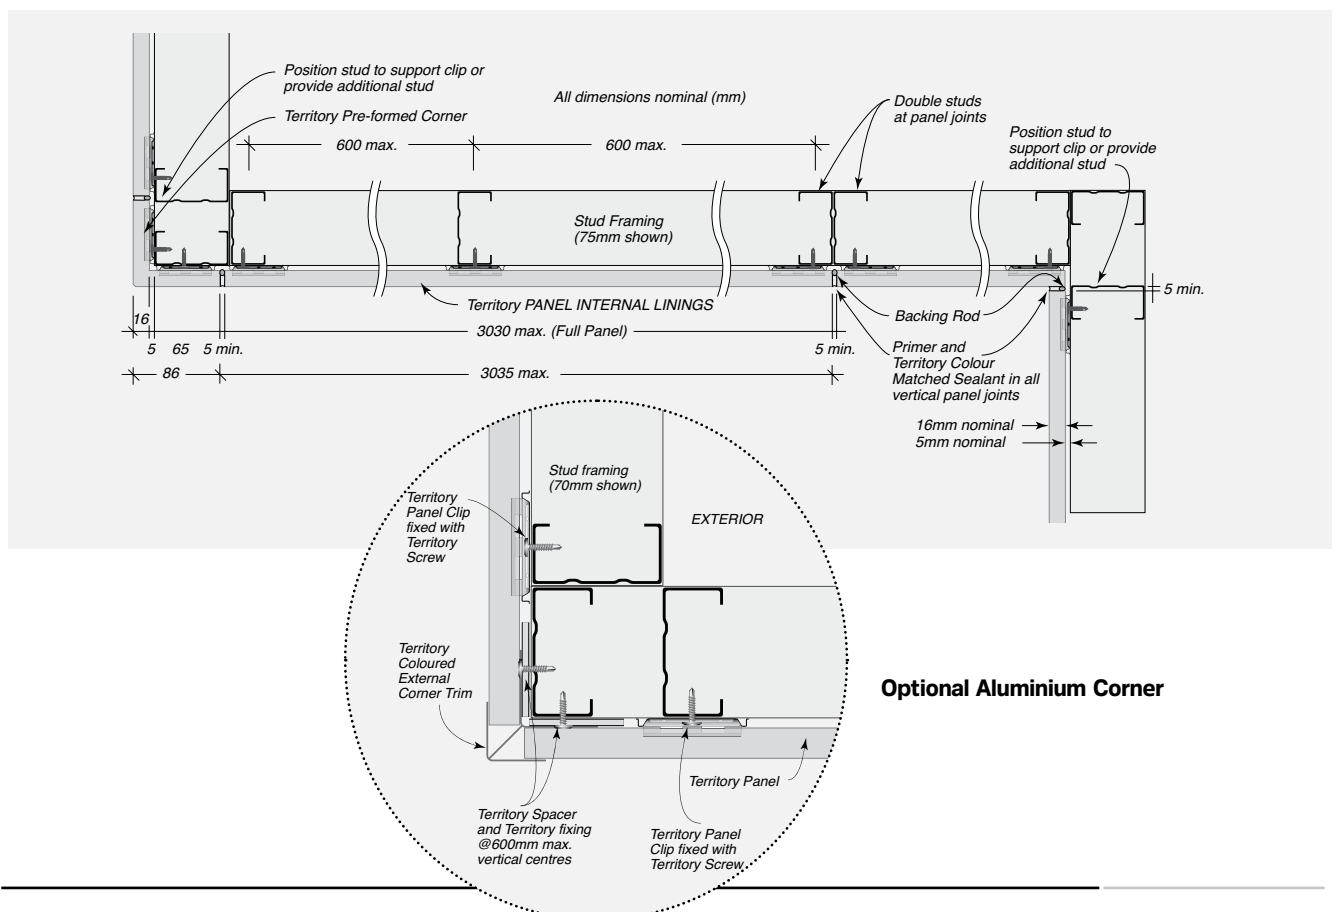 Position stud to support clip or
provide additional stud
Territory Pre-formed Corner
All dimensions nominal (mm)
Double studs
at panel joints
Position stud to
support clip or provide
additional stud
600 max.
600 max.
Stud Framing
(75mm shown)
Territory PANEL INTERNAL LININGS
5 min.
16
3030 max. (Full Panel)
Backing Rod
5
65
5 min.
5 min.
Primer and
Territory Colour
Matched Sealant in all
vertical panel joints
86
3035 max.
16mm nominal
5mm nominal
Stud framing
(70mm shown)
Territory
Panel Clip
fixed with
Territory
Screw
EXTERIOR
Territory
Coloured
External
Corner Trim
Optional Aluminium Corner
Territory Panel
Territory Spacer
and Territory fixing
@600mm max.
vertical centres
Territory Panel
Clip fixed with
Territory Screw